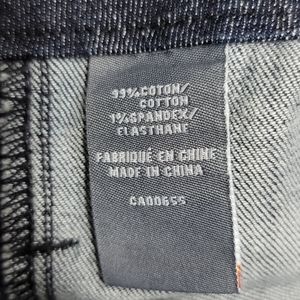 99% COTON/
COTTON
1% SPANDEX/
ELASTHANE
FABRIQUÉ EN CHINE
MADE IN CHINA
CA00655